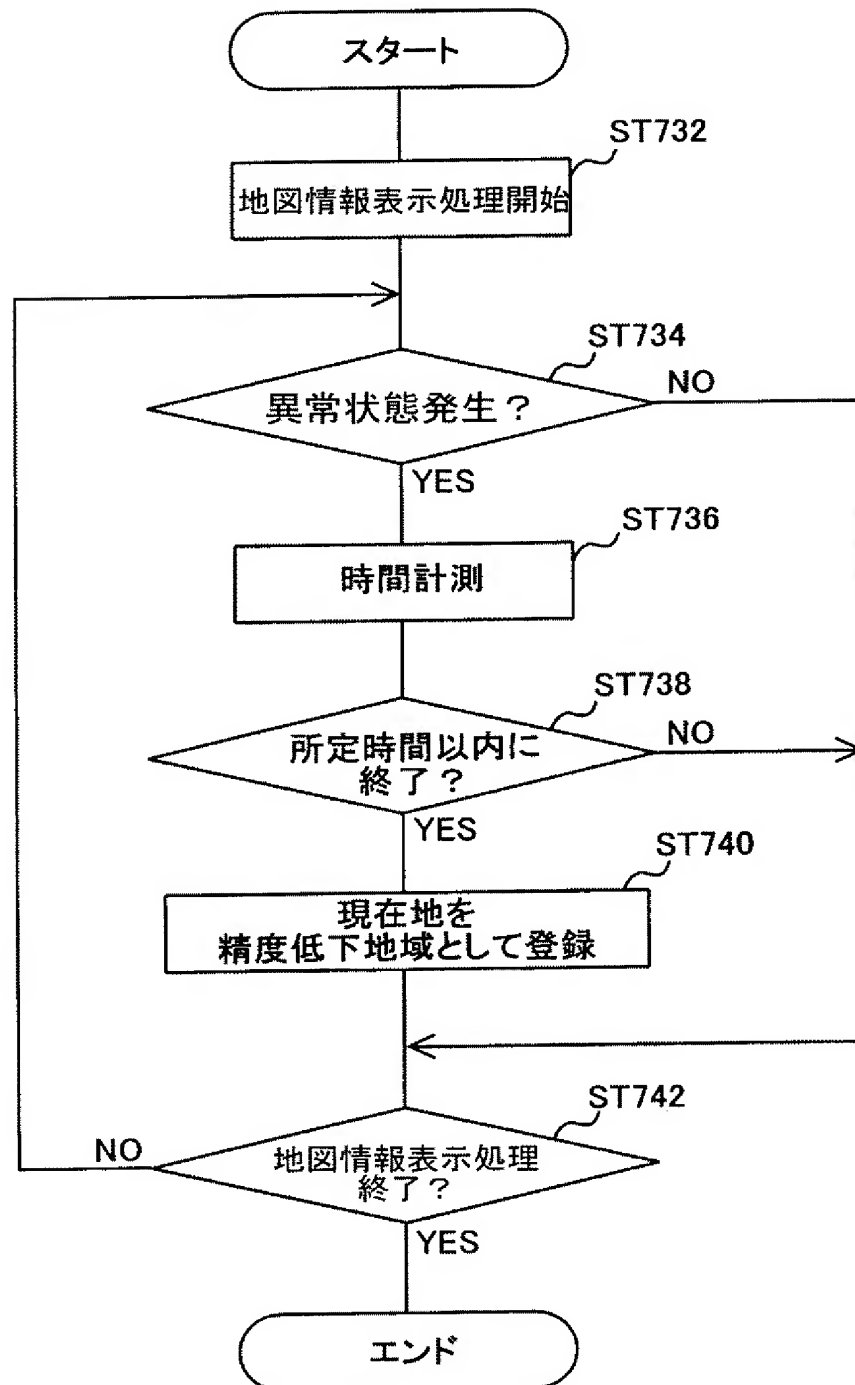 スタート
ST732
地図情報表示処理開始
ST734
異常状態発生？
NO
YES
ST736
時間計測
ST738
所定時間以内に
終了？
NO
YES
ST740
現在地を
精度低下地域として登録
ST742
地図情報表示処理
終了？
NO
YES
エンド